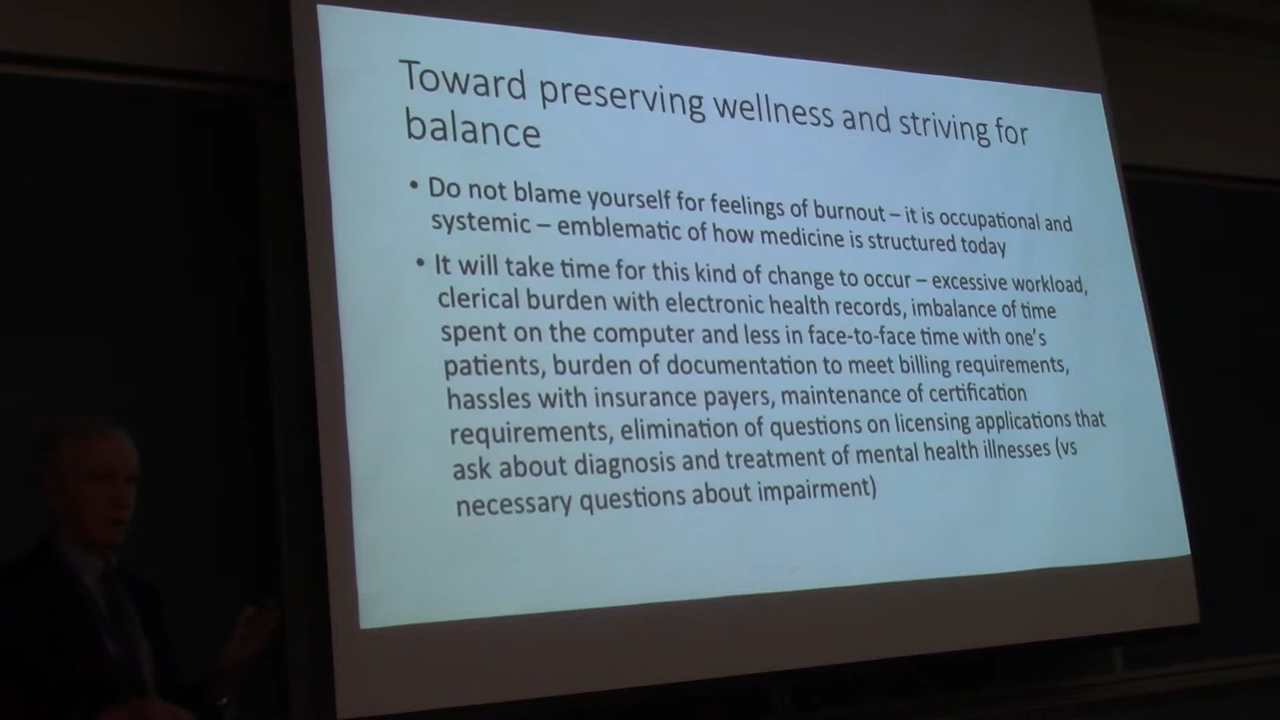 Toward preserving wellness and striving for
balance
• Do not blame yourself for feelings of burnout – it is occupational and
systemic – emblematic of how medicine is structured today
• It will take time for this kind of change to occur – excessive workload,
clerical burden with electronic health records, imbalance of time
spent on the computer and less in face-to-face time with one's
patients, burden of documentation to meet billing requirements,
hassles with insurance payers, maintenance of certification
requirements, elimination of questions on licensing applications that
ask about diagnosis and treatment of mental health illnesses (vs
necessary questions about impairment)